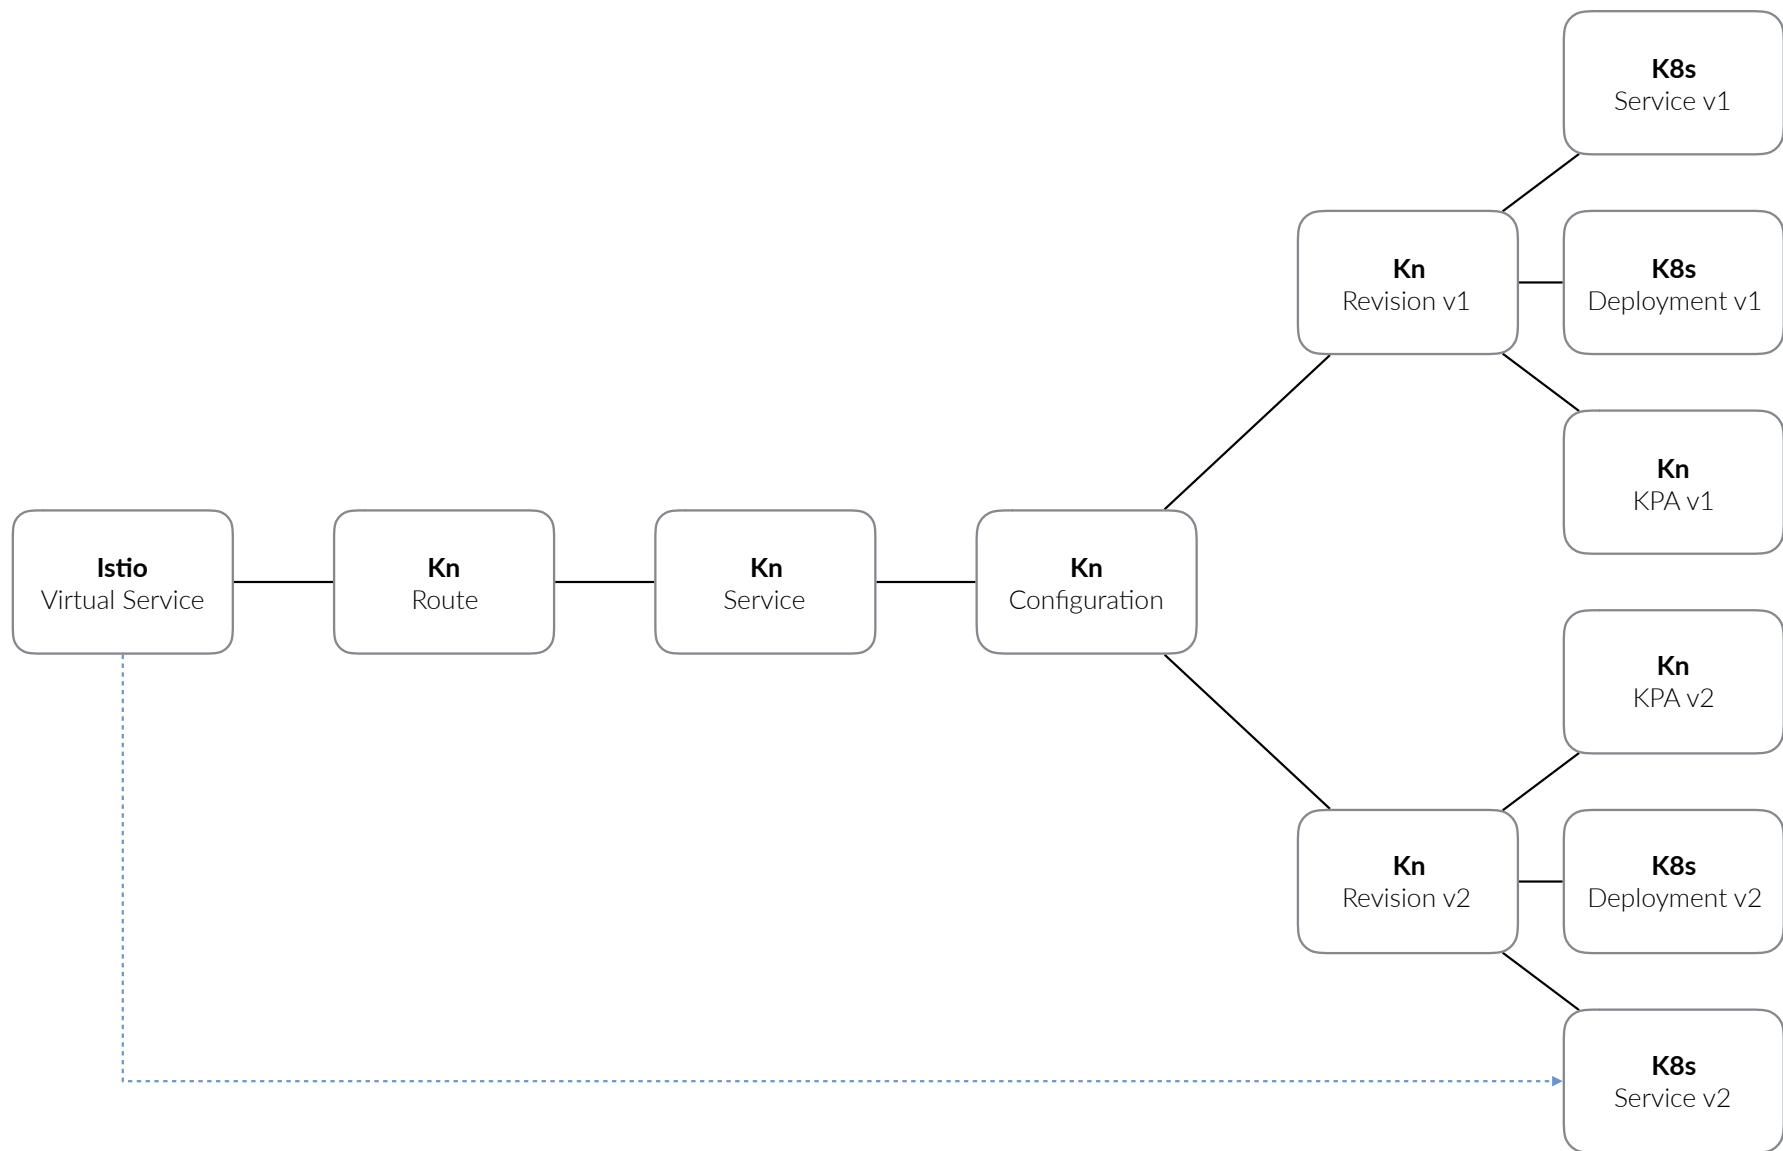 K8s
Service v1
Kn
Revision v1
K8s
Deployment v1
Kn
KPA v1
Istio
Virtual Service
Kn
Route
Kn
Service
Kn
Configuration
Kn
KPA v2
Kn
Revision v2
K8s
Deployment v2
K8s
Service v2